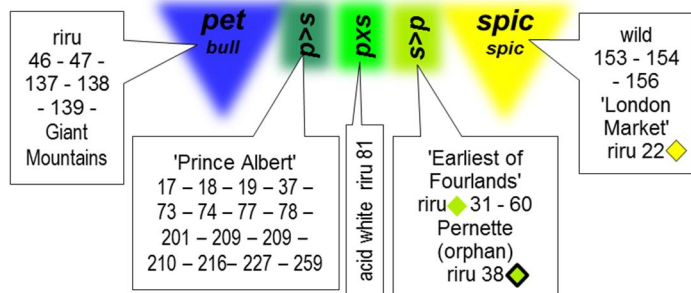 pet
bull
p>s
pxs
s>p
spic
spic
riru
46 - 47 -
137 - 138
- 139 -
Giant
Mountains
'Prince Albert'
17 - 18 - 19 - 37 –
73 – 74 – 77 – 78 –
201 – 209 – 209 –
210 – 216– 227 – 259
acid white riru 81
'Earliest of
Fourlands'
riru 31 - 60
Pernette
(orphan)
riru 38
wild
153 - 154
- 156
'London
Market'
riru 22